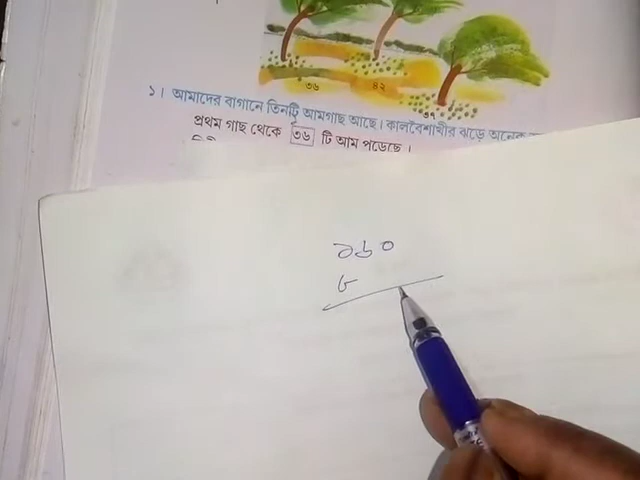 ৩৬ ৪২
৩৭
১। আমাদের বাগানে তিনটি আমগাছ আছে। কালবৈশাখীর ঝড়ে অনেক
প্রথম গাছ থেকে ৩৬ টি আম পড়েছে।
১৬০
৮